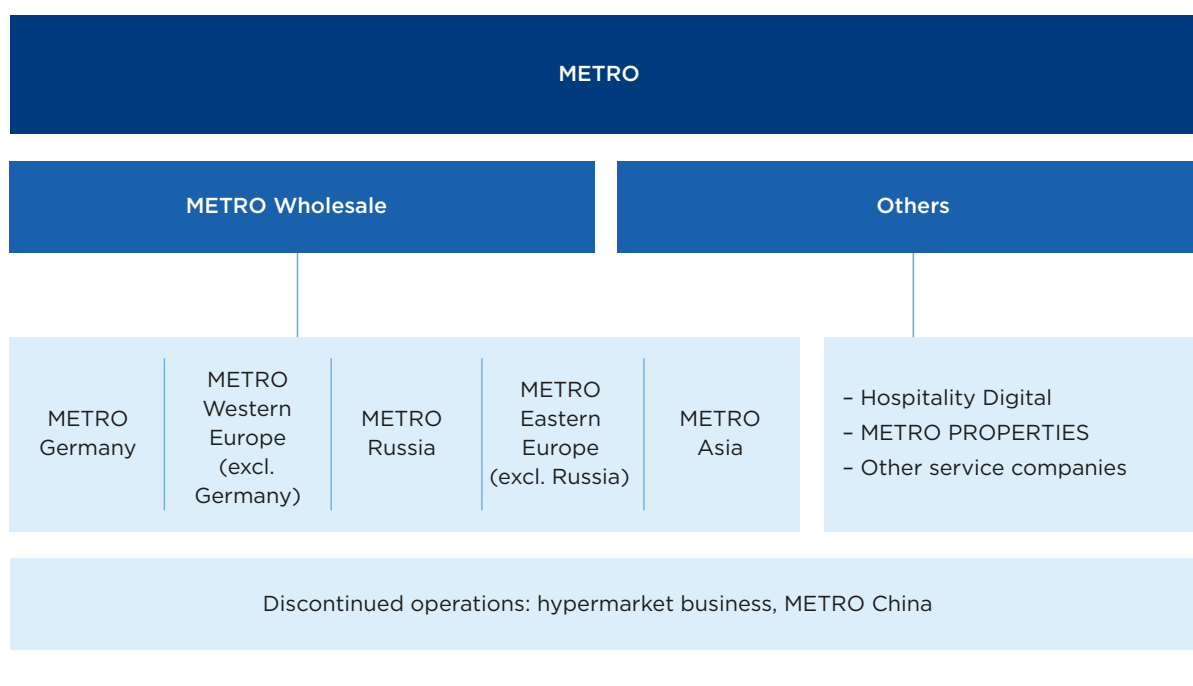 METRO
METRO Wholesale
Others
METRO
Germany
METRO
Western
Europe
(excl.
Germany)
METRO
Russia
METRO
Eastern
Europe
(excl. Russia)
METRO
Asia
– Hospitality Digital
– METRO PROPERTIES
– Other service companies
Discontinued operations: hypermarket business, METRO China